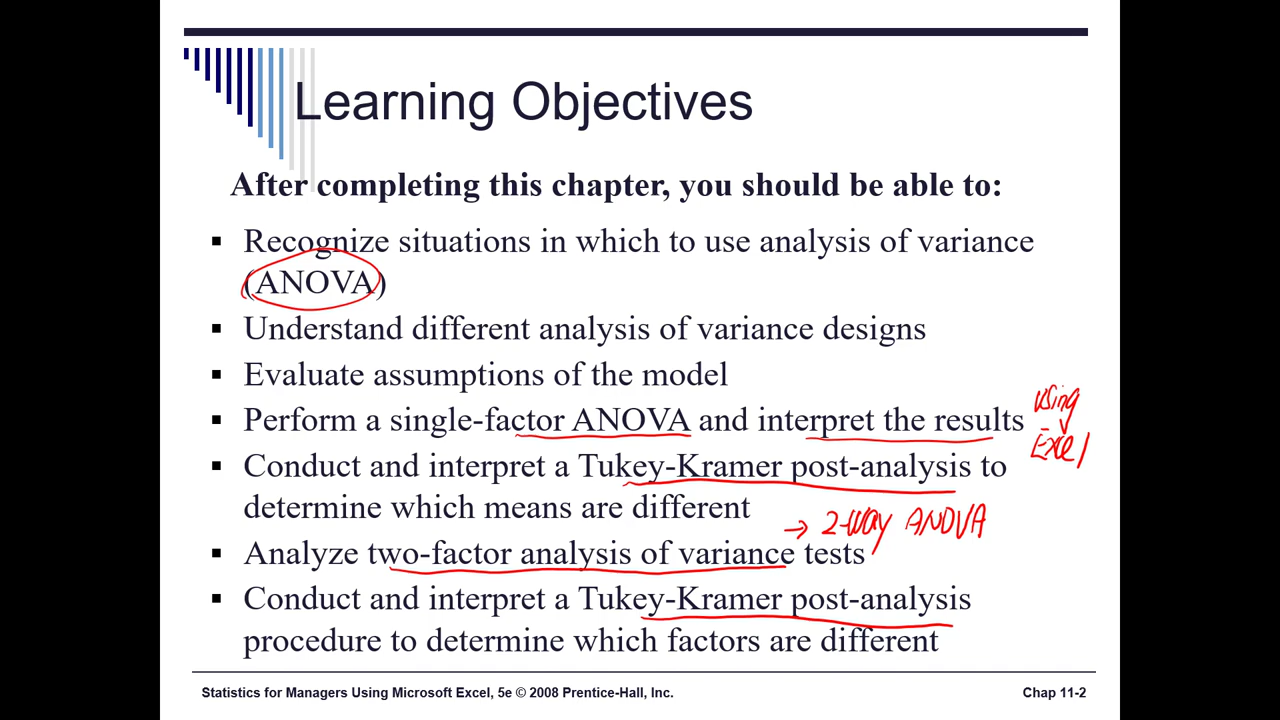 Learning Objectives
After completing this chapter, you should be able to:
▪ Recognize situations in which to use analysis of variance
(ANOVA)
▪ Understand different analysis of variance designs
▪ Evaluate assumptions of the model
▪ Perform a single-factor ANOVA and interpret the results
using
Excel
▪ Conduct and interpret a Tukey-Kramer post-analysis to
determine which means are different
→ 2-way ANOVA
▪ Analyze two-factor analysis of variance tests
▪ Conduct and interpret a Tukey-Kramer post-analysis
procedure to determine which factors are different
Statistics for Managers Using Microsoft Excel, 5e © 2008 Prentice-Hall, Inc.
Chap 11-2